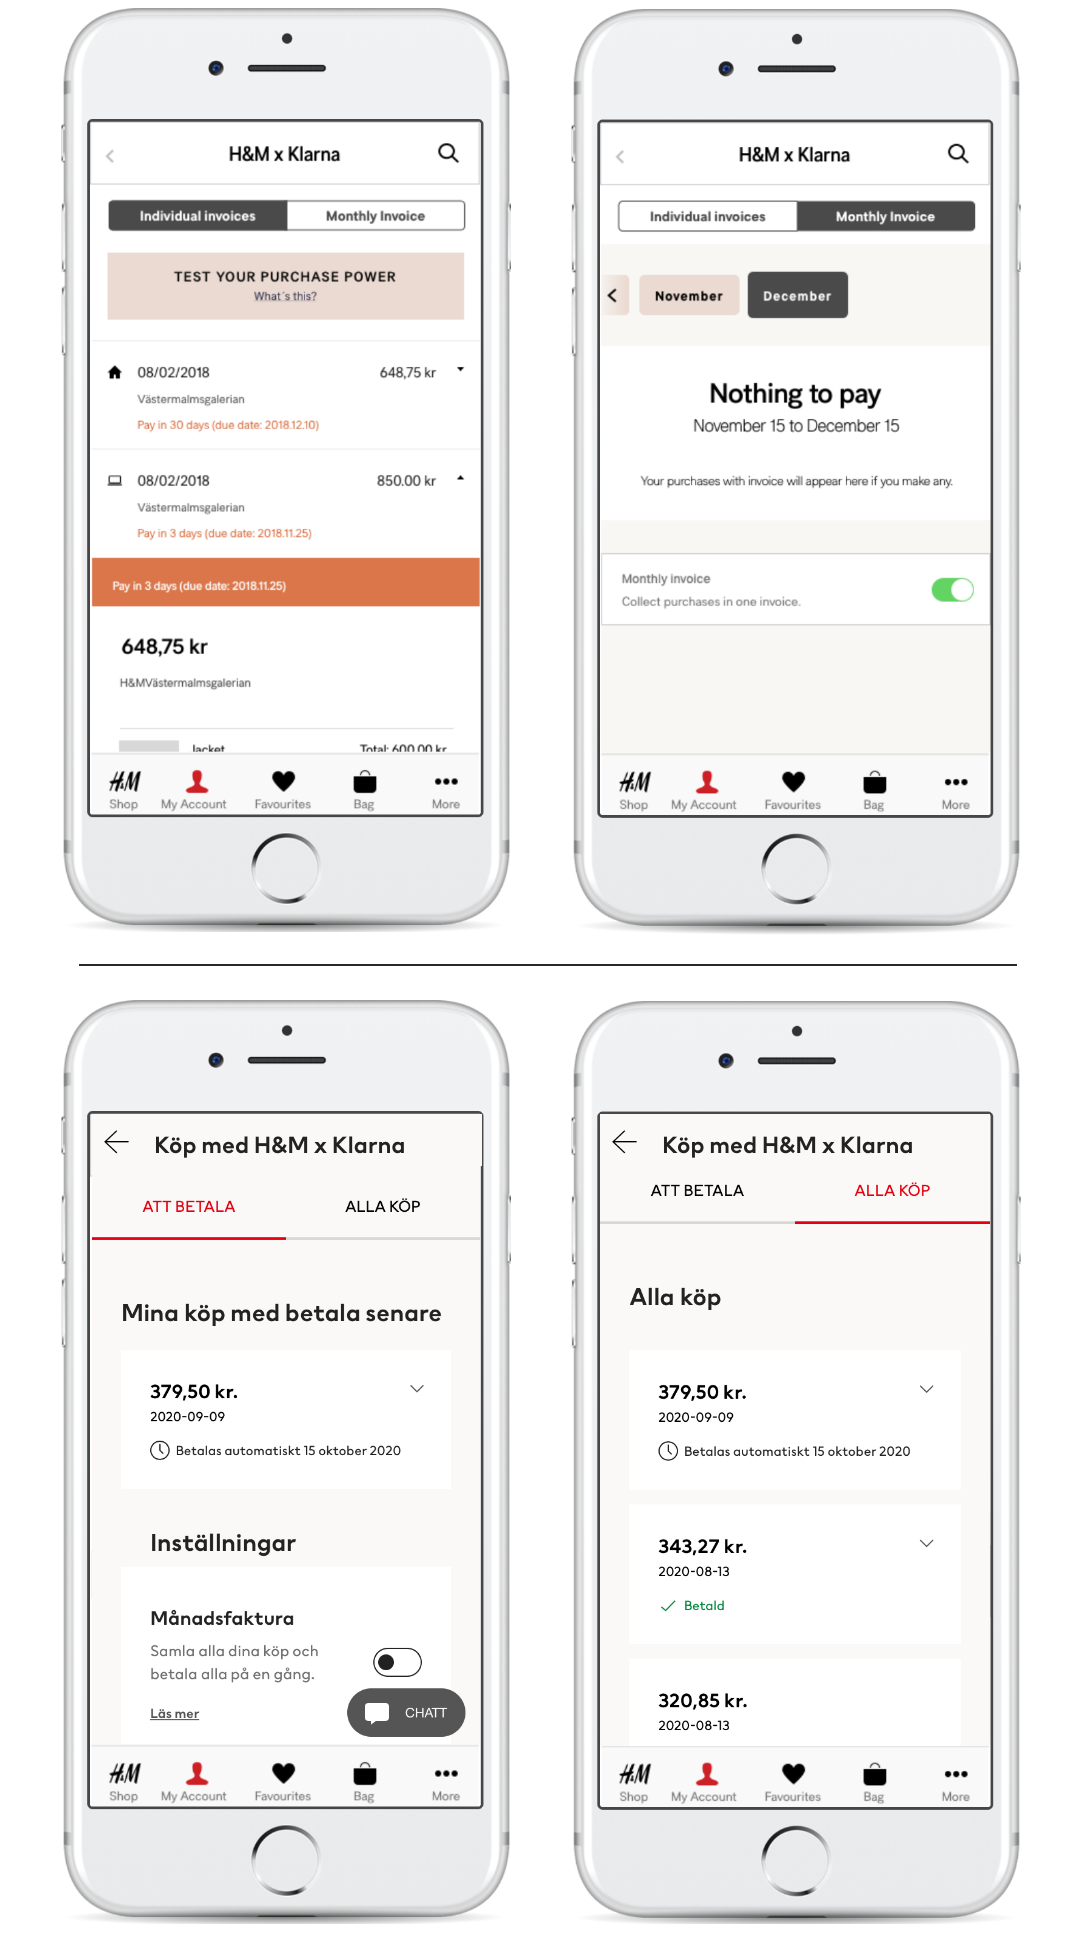 H&M x Klarna
Individual invoices
Monthly Invoice
TEST YOUR PURCHASE POWER
What´s this?
08/02/2018
648,75 kr
Västermalmsgalerian
Pay in 30 days (due date: 2018.12.10)
08/02/2018
850.00 kr
Västermalmsgalerian
Pay in 3 days (due date: 2018.11.25)
Pay in 3 days (due date: 2018.11.25)
648,75 kr
H&MVästermalmsgalerian
Jacket
Total: 600.00 kr
H&M
Shop
My Account
Favourites
Bag
More
H&M x Klarna
Individual invoices
Monthly Invoice
November
December
Nothing to pay
November 15 to December 15
Your purchases with invoice will appear here if you make any.
Monthly invoice
Collect purchases in one invoice.
H&M
Shop
My Account
Favourites
Bag
More
Köp med H&M x Klarna
ATT BETALA
ALLA KÖP
Mina köp med betala senare
379,50 kr.
2020-09-09
Betalas automatiskt 15 oktober 2020
Inställningar
Månadsfaktura
Samla alla dina köp och
betala alla på en gång.
Läs mer
CHATT
H&M
Shop
My Account
Favourites
Bag
More
Köp med H&M x Klarna
ATT BETALA
ALLA KÖP
Alla köp
379,50 kr.
2020-09-09
Betalas automatiskt 15 oktober 2020
343,27 kr.
2020-08-13
Betald
320,85 kr.
2020-08-13
H&M
Shop
My Account
Favourites
Bag
More